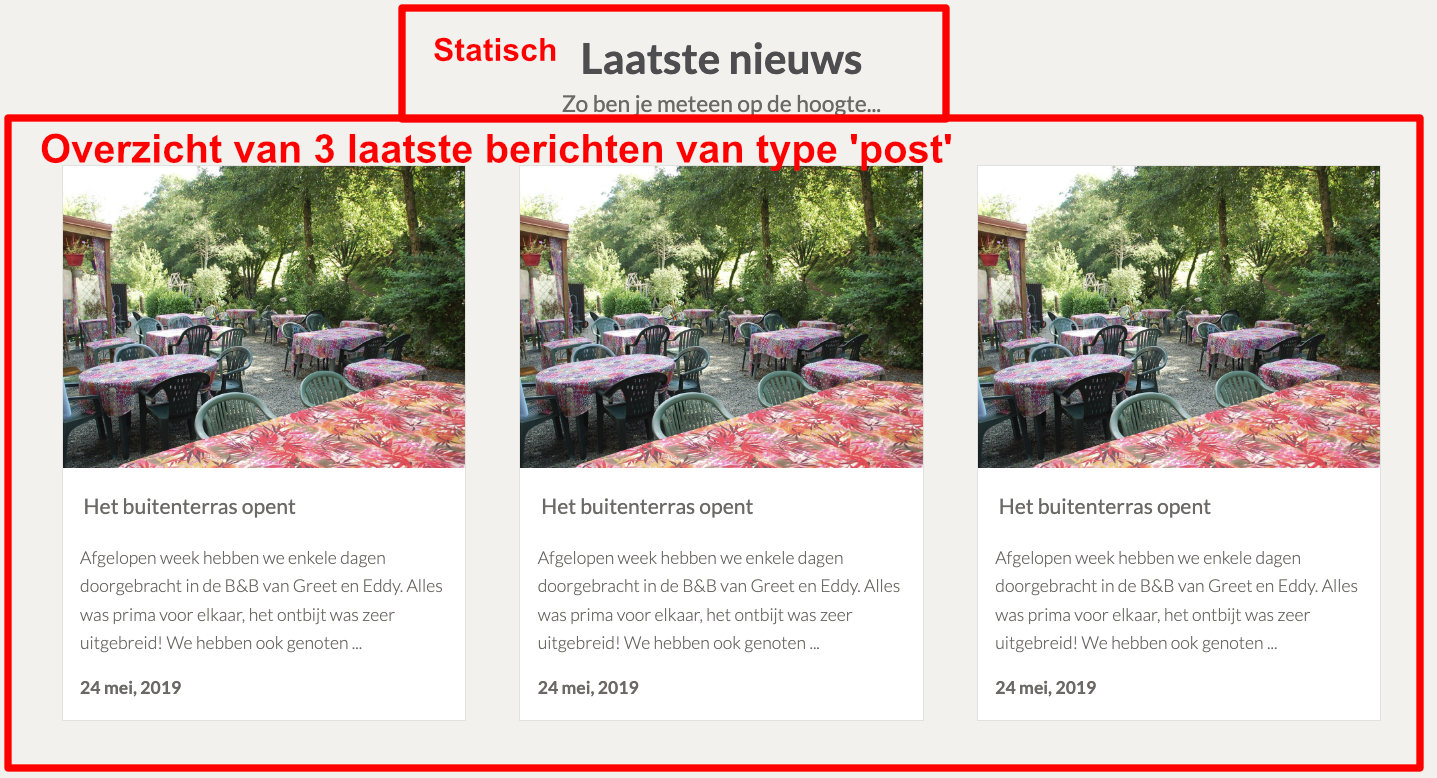 Statisch
Laatste nieuws
Zo ben je meteen op de hoogte...
Overzicht van 3 laatste berichten van type 'post'
Het buitenterras opent
Afgelopen week hebben we enkele dagen
doorgebracht in de B&B van Greet en Eddy. Alles
was prima voor elkaar, het ontbijt was zeer
uitgebreid! We hebben ook genoten ...
24 mei, 2019
Het buitenterras opent
Afgelopen week hebben we enkele dagen
doorgebracht in de B&B van Greet en Eddy. Alles
was prima voor elkaar, het ontbijt was zeer
uitgebreid! We hebben ook genoten ...
24 mei, 2019
Het buitenterras opent
Afgelopen week hebben we enkele dagen
doorgebracht in de B&B van Greet en Eddy. Alles
was prima voor elkaar, het ontbijt was zeer
uitgebreid! We hebben ook genoten ...
24 mei, 2019